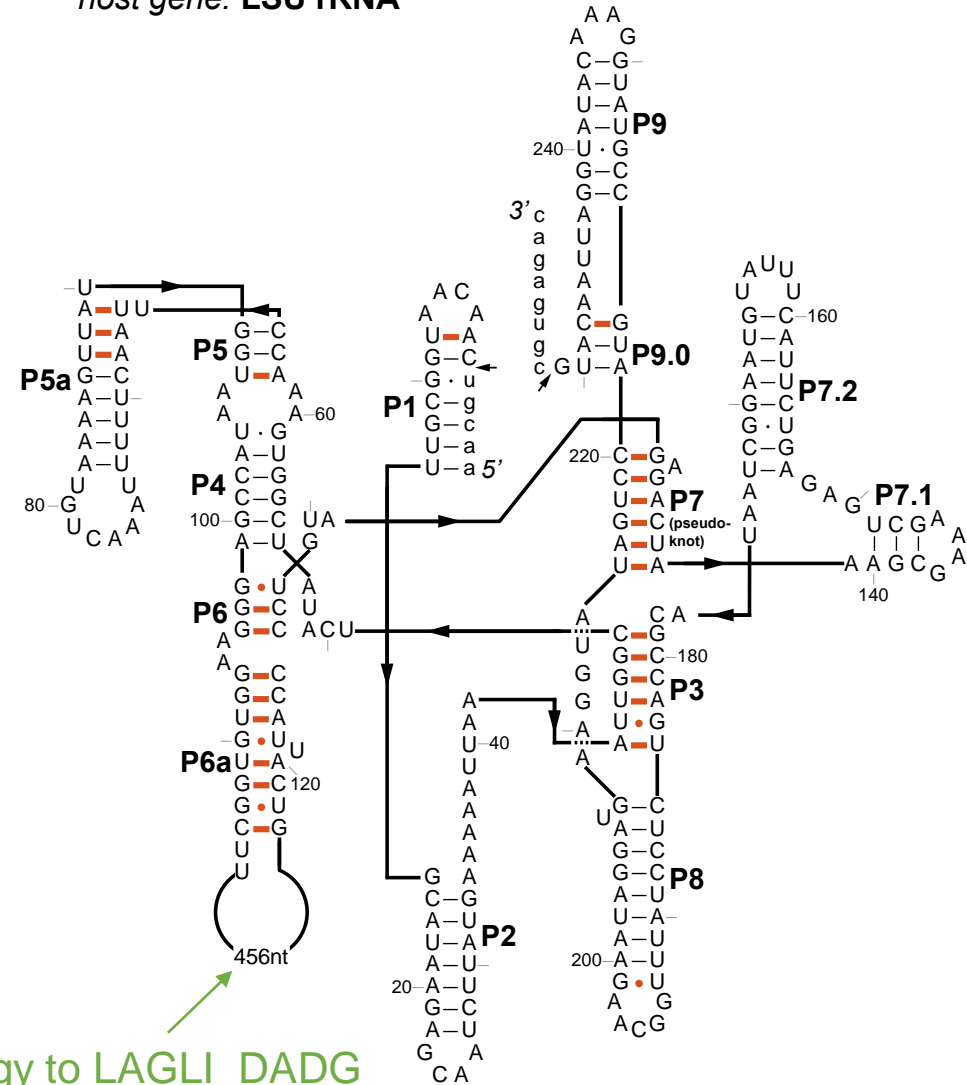 host gene: LSU rRNA
A A
A G
C G
A U
U A
A U
P9
240 U · G
G C
G C
A
U
U
A
A
C G
A U
U A
P9.0
G
3' c
a
g
a
g
u
g
c
U
A U U
U A
U A
G C
A U
A U
A U
A C
P5a
U
80 G
U C A A
A
U
G C
G C
U A
P5
A A
A A 60
U · G
A U
C G
C G
100 G C
A U
P4
U A
G
A
U
A C U
G U
G C
G C
P6
A
A
G C
G C
U A
G U
U
U A
G C 120
G U
C G
U
U
P6a
456nt
A C
U A
A
G C
G · u
C g
G c
U a
U a 5'
P1
A
A
U 40
U
A
A
A
A
G
G U
C A
A U
U A
A U
20 A U
G C
A U
G A
C A
P2
A U U
U U
G C 160
A A
A U
U U
G C
G · U
C G
U A
A
A
U
P7.2
G
A
G
P7.1
U C G A
A A G C G A A
140
220 C G
A
C G
U A
G C
A U
U A
P7
(pseudo-
knot)
A
U
G
G
A
A
C A
C G
G C 180
G C
U A
U G
A U
P3
U
G C
A U
G C
G C
A U
U A
A U
200 A U
G U
A G
A C G
P8
gy to LAGLI_DADG